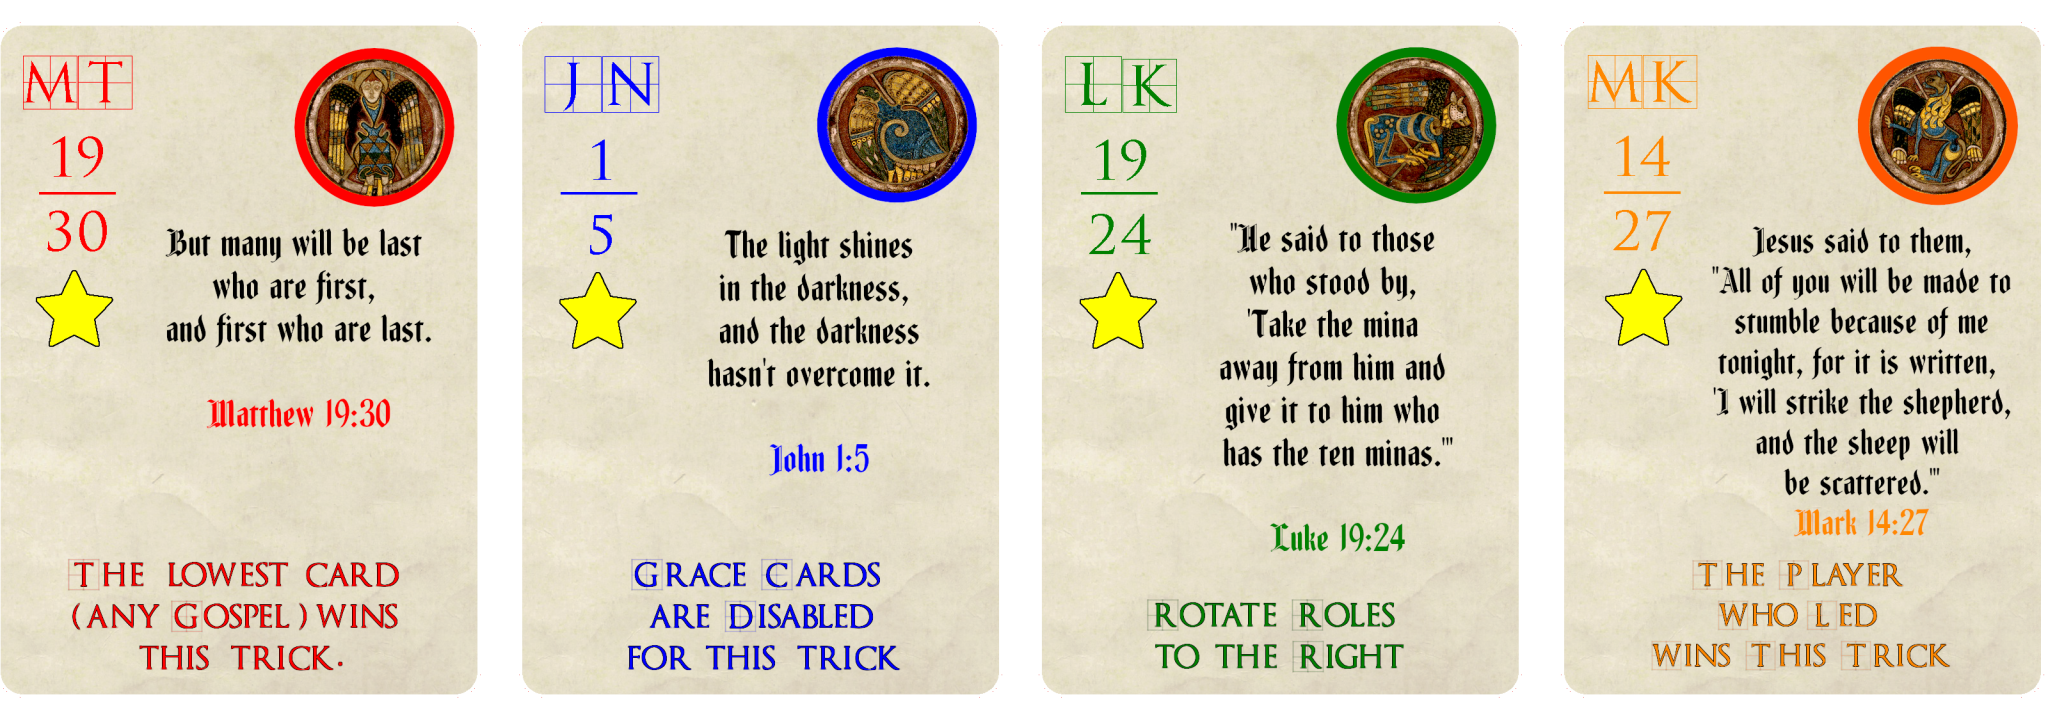 MT
19
30
But many will be last
who are first,
and first who are last.
Matthew 19:30
THE LOWEST CARD
(ANY GOSPEL) WINS
THIS TRICK.
JN
1
5
The light shines
in the darkness,
and the darkness
hasn't overcome it.
John 1:5
GRACE CARDS
ARE DISABLED
FOR THIS TRICK
LK
19
24
"He said to those
who stood by,
'Take the mina
away from him and
give it to him who
has the ten minas.'"
Luke 19:24
ROTATE ROLES
TO THE RIGHT
MK
14
27
Jesus said to them,
"All of you will be made to
stumble because of me
tonight, for it is written,
'I will strike the shepherd,
and the sheep will
be scattered.'"
Mark 14:27
THE PLAYER
WHO LED
WINS THIS TRICK